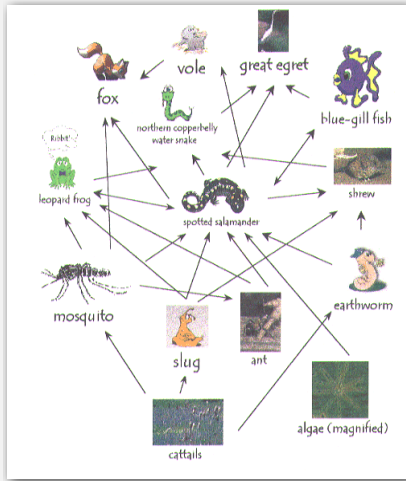 vole
great egret
fox
blue-gill fish
northern copperhelly
water snake
Ribbit!
leopard frog
shrew
spotted salamander
earthworm
mosquito
slug
ant
algae (magnified)
cattails